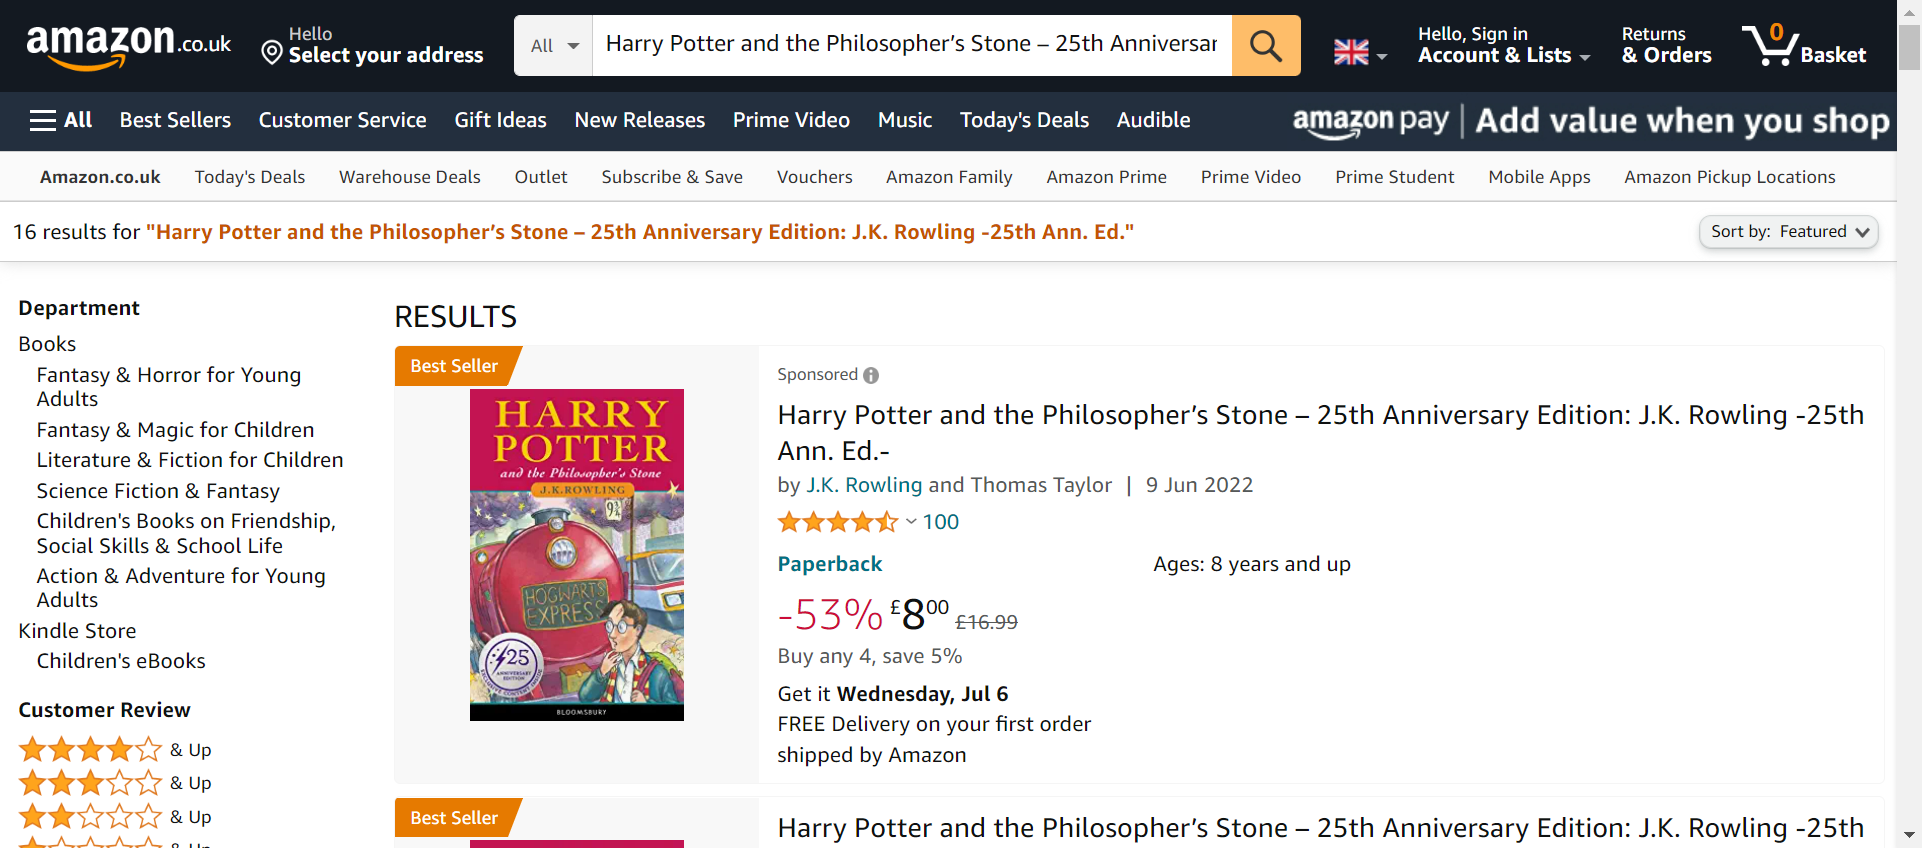 amazon.co.uk
Hello
Select your address
All
Harry Potter and the Philosopher’s Stone – 25th Anniversar
Hello, Sign in
Account & Lists
Returns
& Orders
0
Basket
All
Best Sellers
Customer Service
Gift Ideas
New Releases
Prime Video
Music
Today's Deals
Audible
amazon pay | Add value when you shop
Amazon.co.uk
Today's Deals
Warehouse Deals
Outlet
Subscribe & Save
Vouchers
Amazon Family
Amazon Prime
Prime Video
Prime Student
Mobile Apps
Amazon Pickup Locations
16 results for "Harry Potter and the Philosopher’s Stone – 25th Anniversary Edition: J.K. Rowling -25th Ann. Ed."
Sort by: Featured
Department
Books
Fantasy & Horror for Young
Adults
Fantasy & Magic for Children
Literature & Fiction for Children
Science Fiction & Fantasy
Children's Books on Friendship,
Social Skills & School Life
Action & Adventure for Young
Adults
Kindle Store
Children's eBooks
Customer Review
& Up
& Up
& Up
& Up
RESULTS
Best Seller
HARRY
POTTER
and the Philosopher's Stone
J.K.ROWLING
9¾
HOGWARTS
EXPRESS
25
ANNIVERSARY
EDITION
BLOOMSBURY
Sponsored
Harry Potter and the Philosopher’s Stone – 25th Anniversary Edition: J.K. Rowling -25th
Ann. Ed.-
by J.K. Rowling and Thomas Taylor | 9 Jun 2022
100
Paperback
Ages: 8 years and up
-53% £800 £16.99
Buy any 4, save 5%
Get it Wednesday, Jul 6
FREE Delivery on your first order
shipped by Amazon
Best Seller
Harry Potter and the Philosopher’s Stone – 25th Anniversary Edition: J.K. Rowling -25th